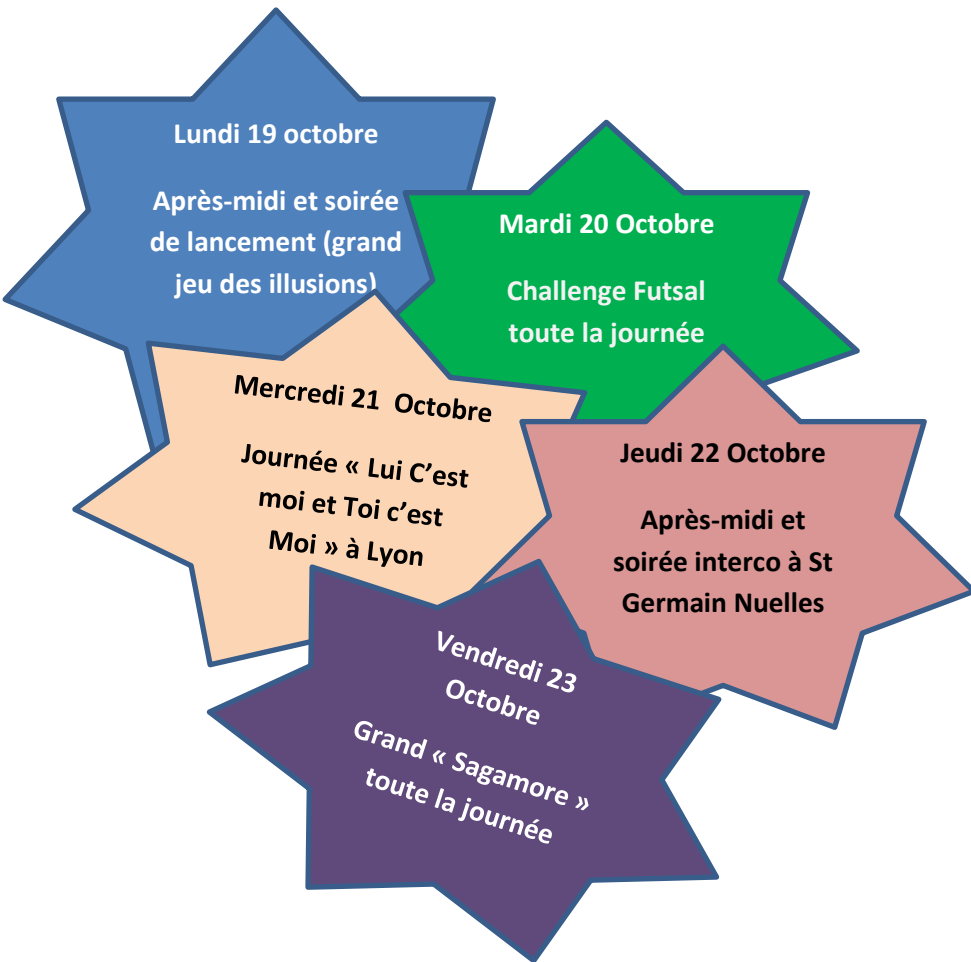 Lundi 19 octobre
Après-midi et soirée
de lancement (grand
jeu des illusions)
Mardi 20 Octobre
Challenge Futsal
toute la journée
Mercredi 21 Octobre
Journée « Lui C’est
moi et Toi c’est
Moi » à Lyon
Jeudi 22 Octobre
Après-midi et
soirée interco à St
Germain Nuelles
Vendredi 23
Octobre
Grand « Sagamore »
toute la journée